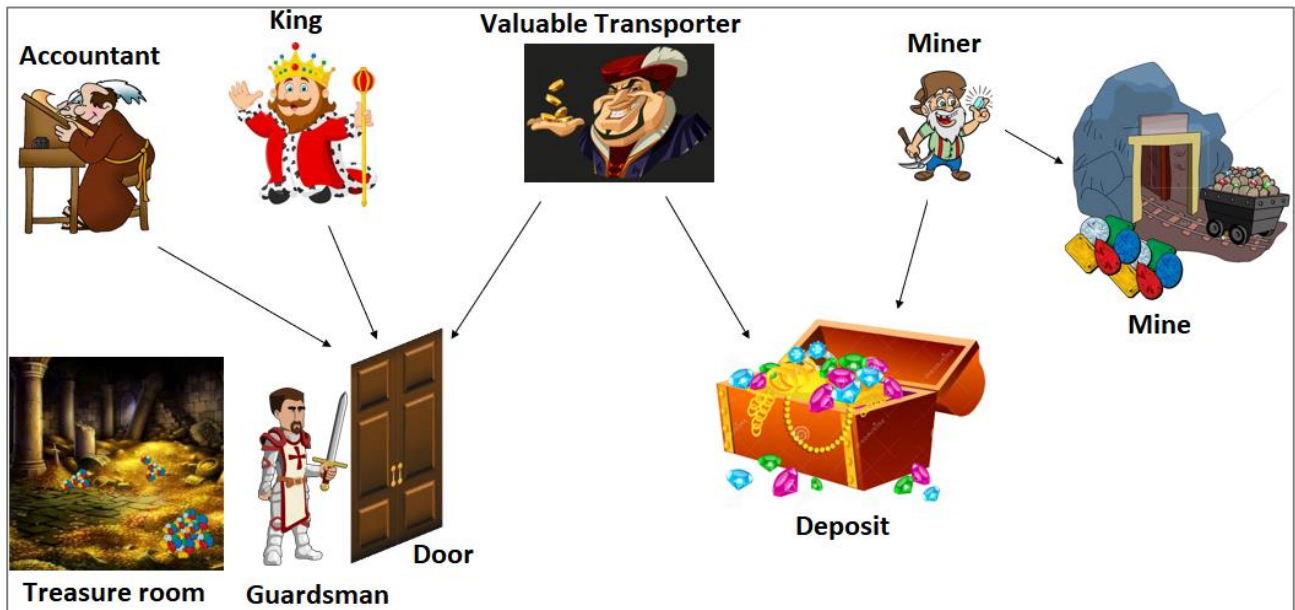 King
Valuable Transporter
Miner
Accountant
Mine
Deposit
Door
Treasure room
Guardsman